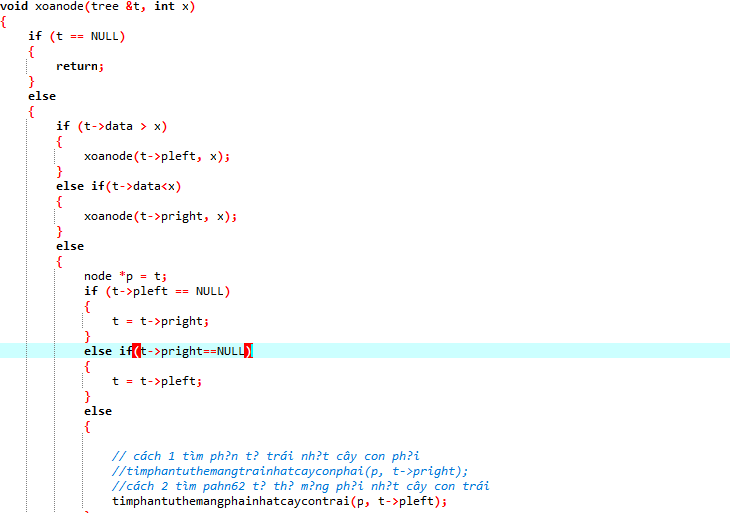 void xoanode(tree &t, int x)
{
if (t == NULL)
{
return;
}
else
{
if (t->data > x)
{
xoanode(t->pleft, x);
}
else if(t->data<x)
{
xoanode(t->pright, x);
}
else
{
node *p = t;
if (t->pleft == NULL)
{
t = t->pright;
}
else if(t->pright==NULL)
{
t = t->pleft;
}
else
{
// cách 1 tìm ph?n t? trái nh?t cây con ph?i
//timphantuthemangtrainhatcayconphai(p, t->pright);
//cách 2 tìm pahn62 t? th? m?ng ph?i nh?t cây con trái
timphantuthemangphainhatcaycontrai(p, t->pleft);